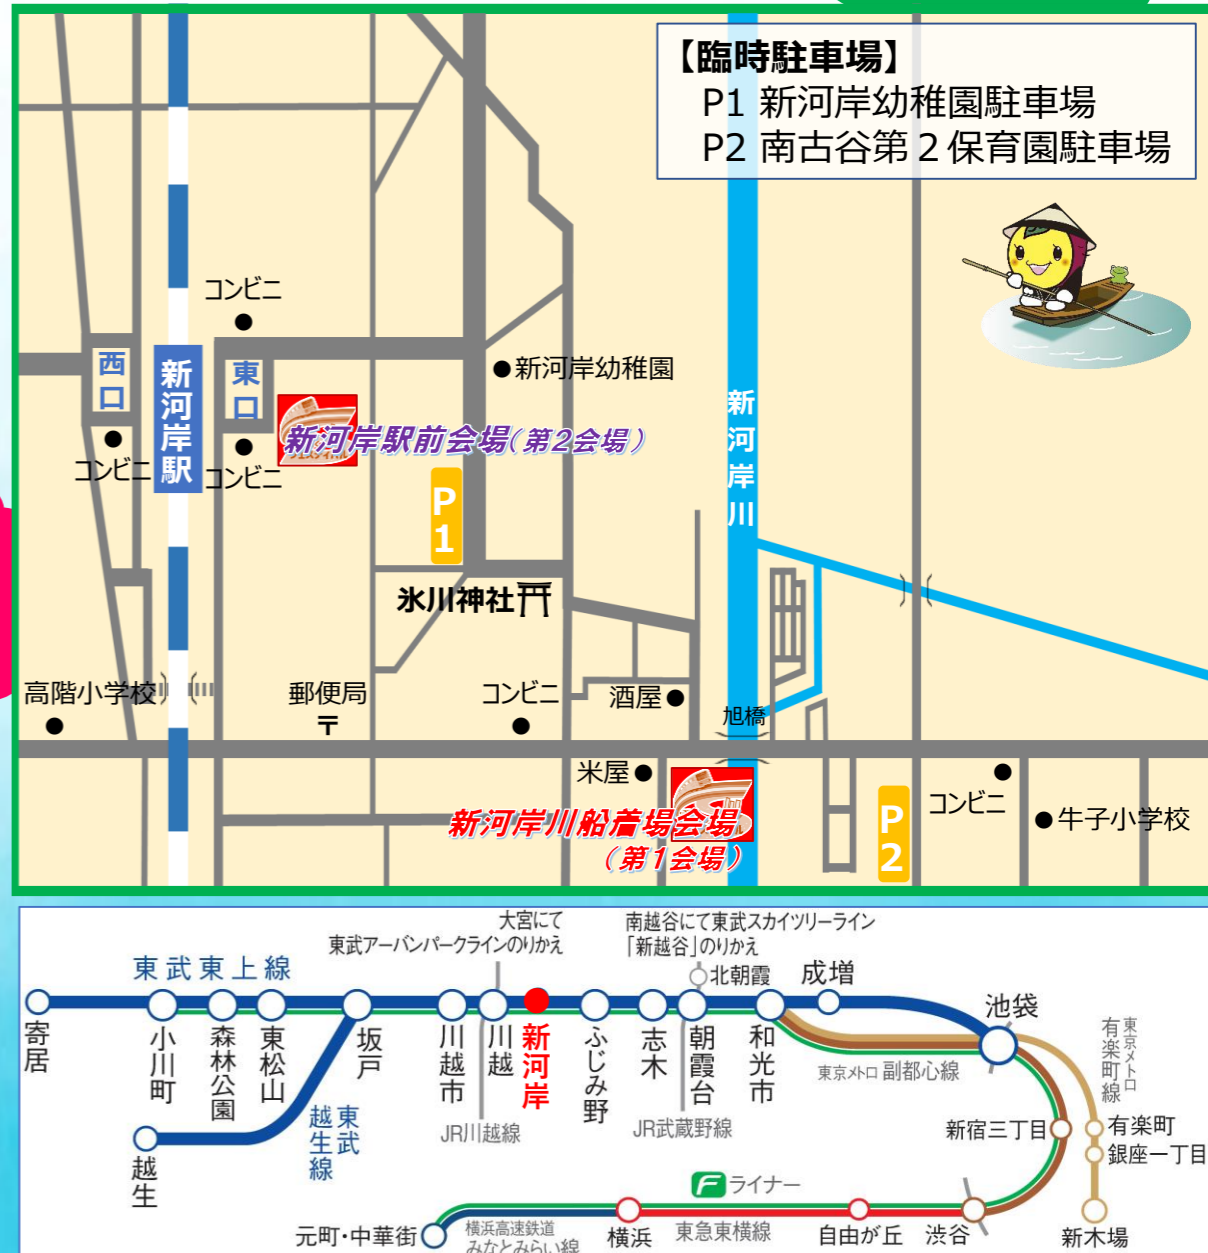 【臨時駐車場】
P1 新河岸幼稚園駐車場
P2 南古谷第２保育園駐車場
コンビニ
西口
新河岸駅
東口
新河岸幼稚園
新河岸川
コンビニ
コンビニ
新河岸駅前会場(第2会場)
P1
氷川神社
高階小学校
郵便局
〒
コンビニ
酒屋
旭橋
米屋
新河岸川船着場会場
(第1会場)
P2
コンビニ
牛子小学校
大宮にて
東武アーバンパークラインのりかえ
南越谷にて東武スカイツリーライン
「新越谷」のりかえ
東武東上線
北朝霞
成増
池袋
寄居
小川町
森林公園
東松山
坂戸
川越市
川越
新河岸
ふじみ野
志木
朝霞台
和光市
東京メトロ 副都心線
東京メトロ
有楽町線
東武
越生線
越生
JR川越線
JR武蔵野線
新宿三丁目
有楽町
銀座一丁目
F ライナー
元町・中華街
横浜高速鉄道
みなとみらい線
横浜
東急東横線
自由が丘
渋谷
新木場